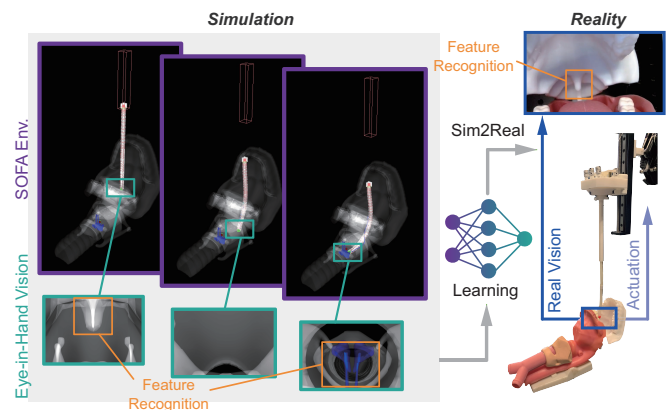 Simulation
Reality
SOFA Env.
Eye-in-Hand Vision
Feature
Recognition
Feature
Recognition
Sim2Real
Learning
Real Vision
Actuation